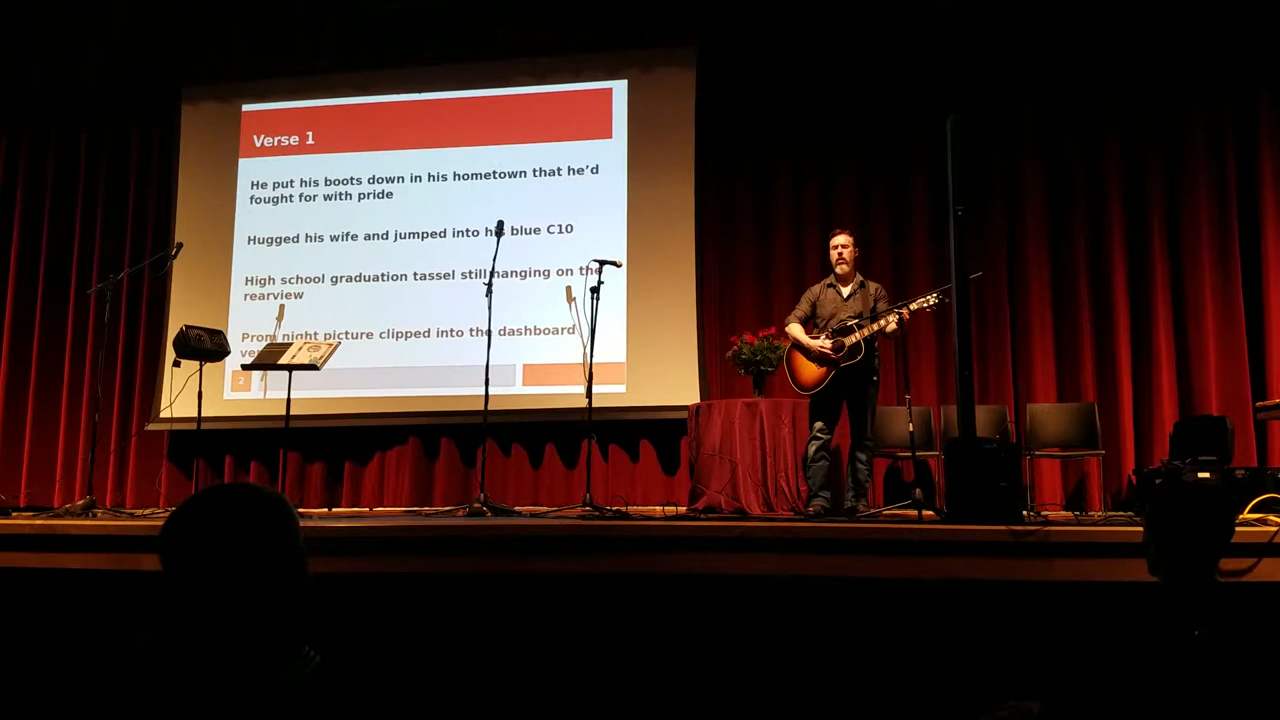 Verse 1
He put his boots down in his hometown that he'd
fought for with pride
Hugged his wife and jumped into his blue C10
High school graduation tassel still hanging on the
rearview
Prom night picture clipped into the dashboard
2